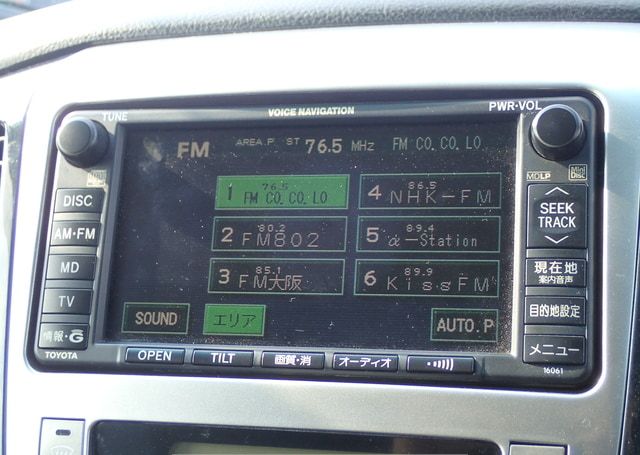 TUNE
VOICE NAVIGATION
PWR·VOL
FM AREA.P ST 76.5 MHz FM CO.CO.LO
MDLP Mini Disc
DISC
AM·FM
MD
TV
情報·G
TOYOTA
1 76.5 FM CO.CO.LO
2 80.2 FM802
3 85.1 FM大阪
4 86.5 NHK-FM
5 89.4 α-Station
6 89.9 KissFM
SOUND
エリア
AUTO.P
SEEK
TRACK
現在地
案内音声
目的地設定
メニュー
16061
OPEN
TILT
画質·消
オーディオ